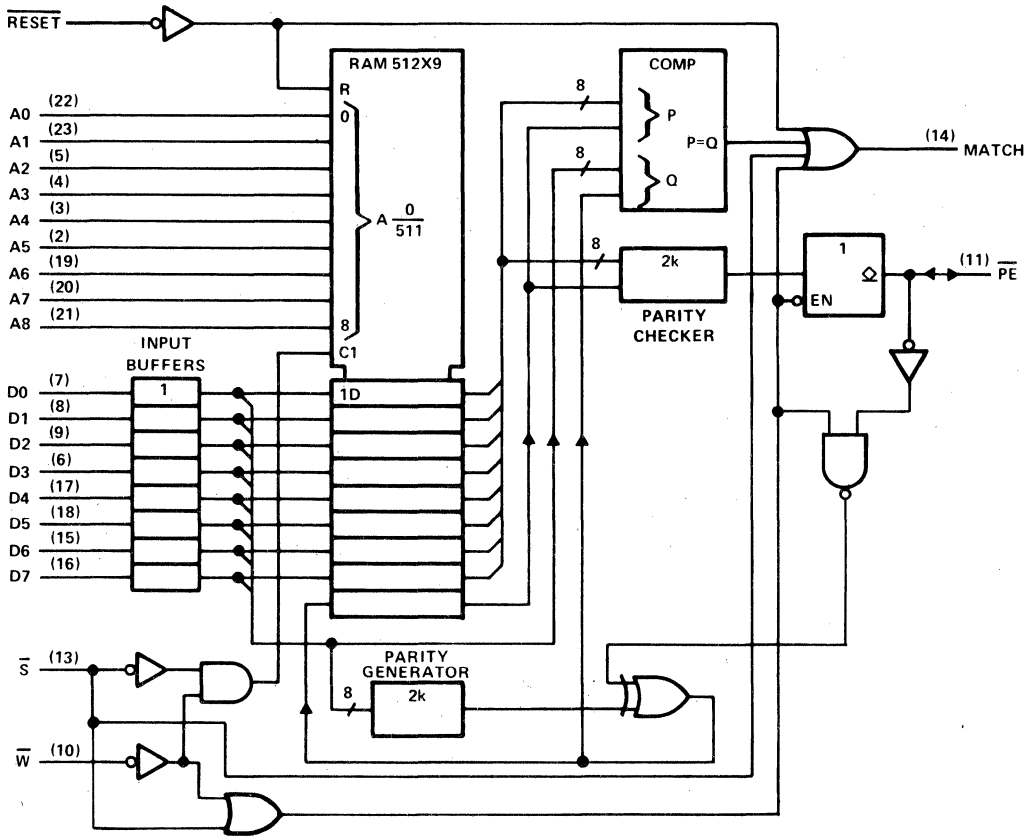 RESET
RAM 512X9
COMP
R
0
A 0/511
8
C1
1D
8
P
8
Q
P=Q
(14) MATCH
A0 (22)
A1 (23)
A2 (5)
A3 (4)
A4 (3)
A5 (2)
A6 (19)
A7 (20)
A8 (21)
8
2k
PARITY
CHECKER
1
EN
(11) PE
INPUT
BUFFERS
1
D0 (7)
D1 (8)
D2 (9)
D3 (6)
D4 (17)
D5 (18)
D6 (15)
D7 (16)
S (13)
PARITY
GENERATOR
8
2k
W (10)